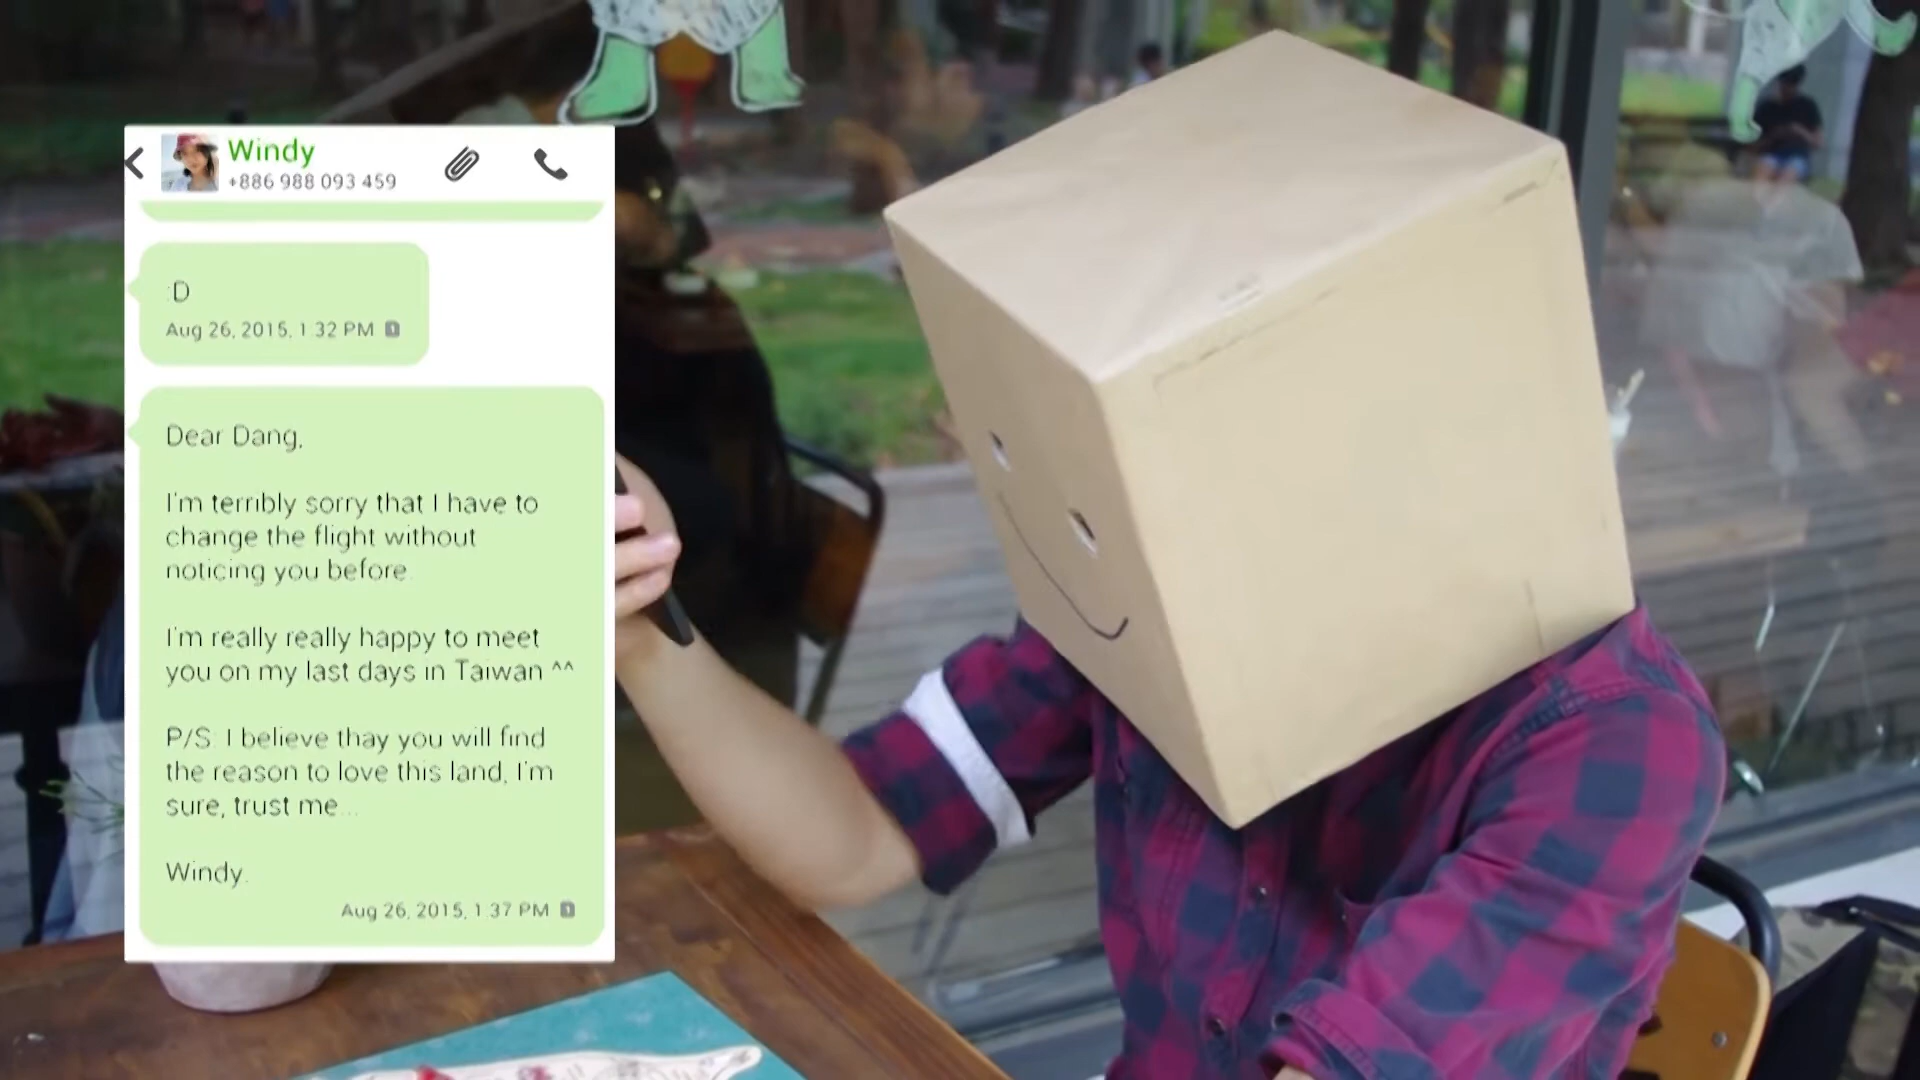 Windy
+886 988 093 459
:D
Aug 26, 2015, 1:32 PM
Dear Dang,
I'm terribly sorry that I have to
change the flight without
noticing you before.
I'm really really happy to meet
you on my last days in Taiwan ^^
P/S: I believe thay you will find
the reason to love this land, I'm
sure, trust me...
Windy.
Aug 26, 2015, 1:37 PM